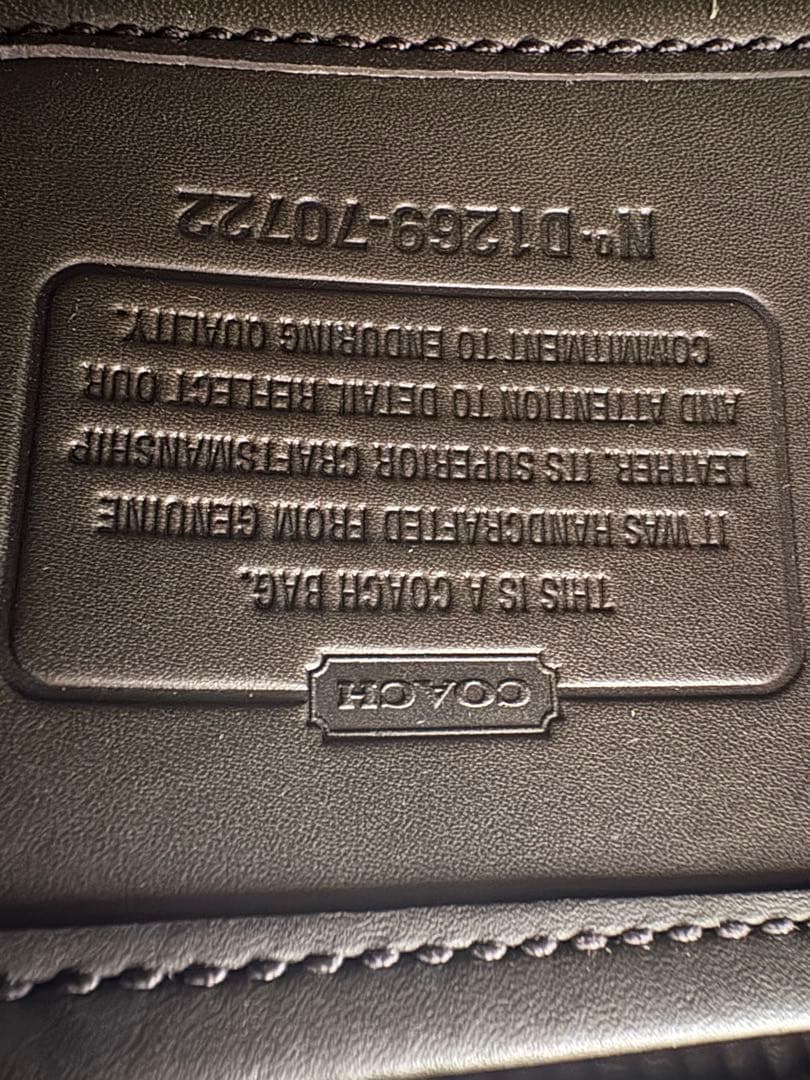 COACH
THIS IS A COACH BAG.
IT WAS HANDCRAFTED FROM GENUINE
LEATHER. ITS SUPERIOR CRAFTSMANSHIP
AND ATTENTION TO DETAIL REFLECT OUR
COMMITMENT TO ENDURING QUALITY.
Nº. D1269-70722